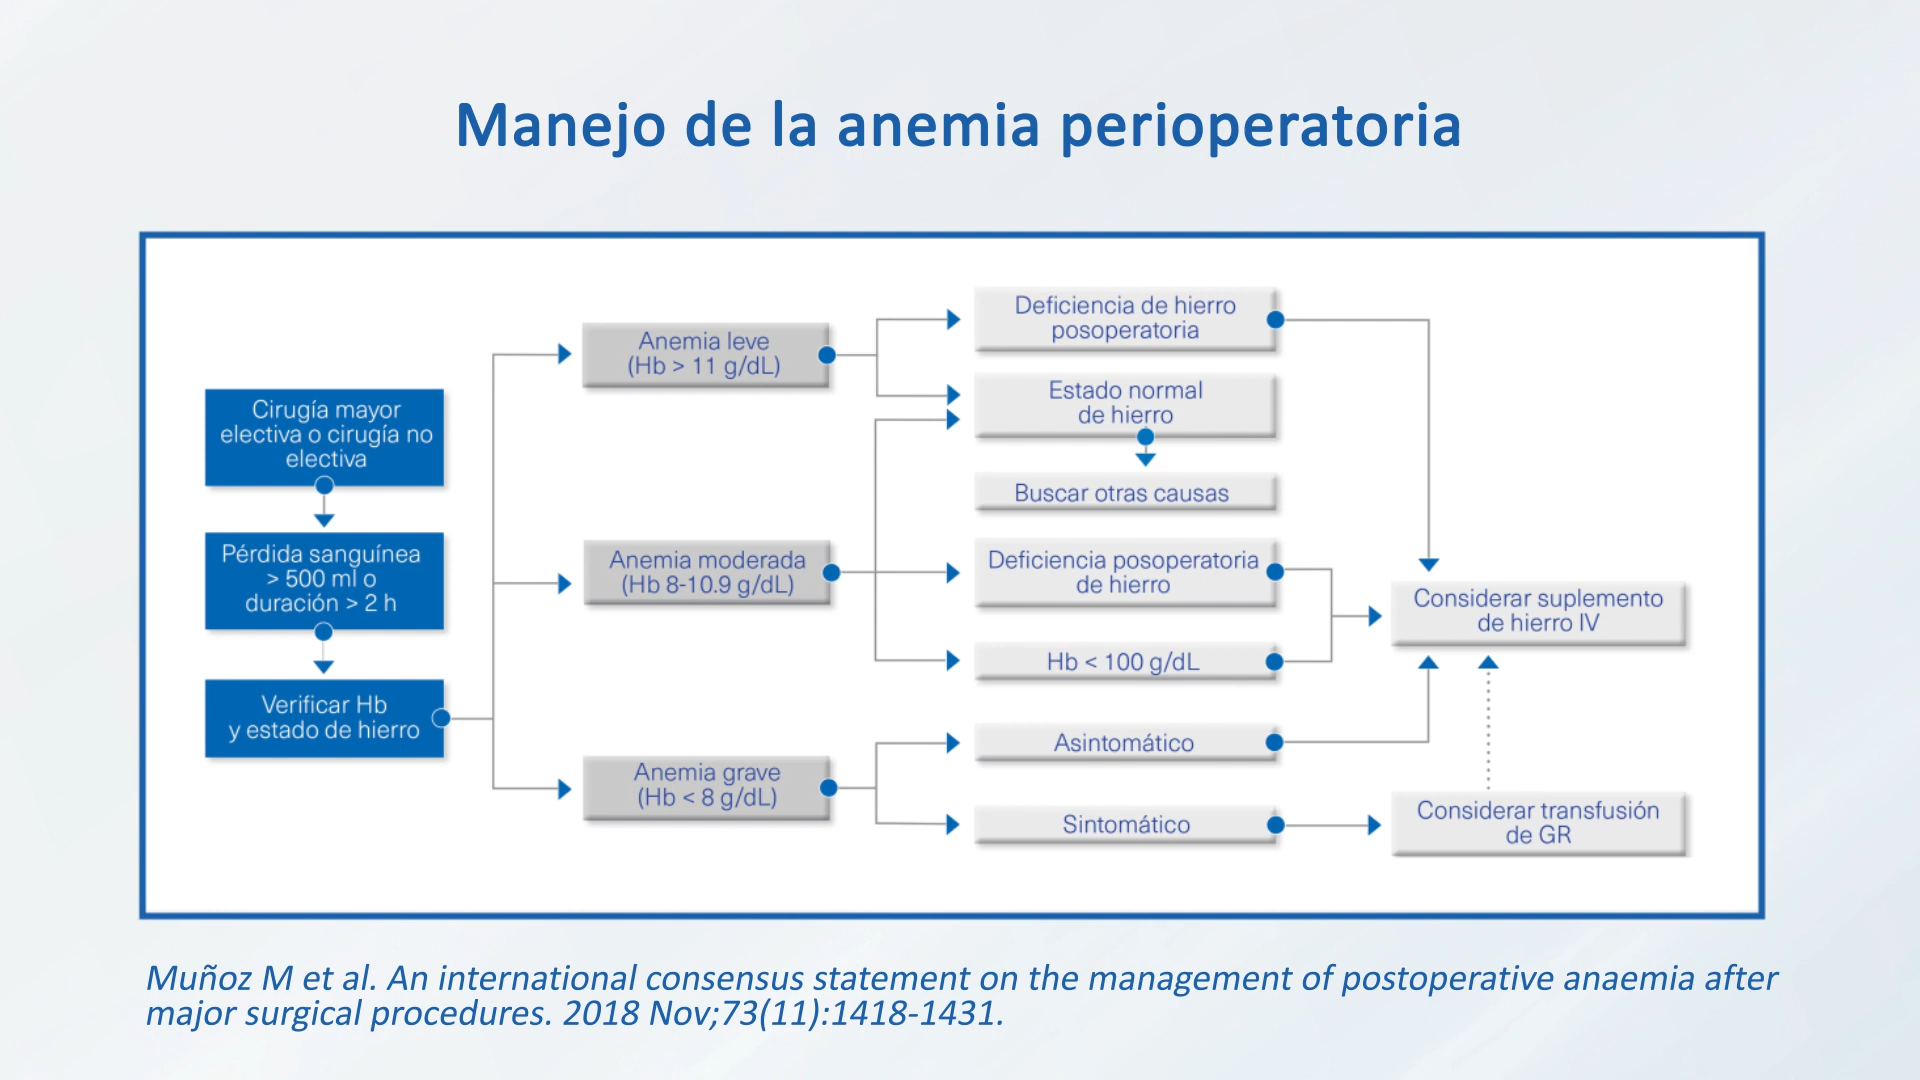 Manejo de la anemia perioperatoria
Cirugía mayor
electiva o cirugía no
electiva
Pérdida sanguínea
> 500 ml o
duración > 2 h
Verificar Hb
y estado de hierro
Anemia leve
(Hb > 11 g/dL)
Anemia moderada
(Hb 8-10.9 g/dL)
Anemia grave
(Hb < 8 g/dL)
Deficiencia de hierro
posoperatoria
Estado normal
de hierro
Buscar otras causas
Deficiencia posoperatoria
de hierro
Hb < 100 g/dL
Asintomático
Sintomático
Considerar suplemento
de hierro IV
Considerar transfusión
de GR
Muñoz M et al. An international consensus statement on the management of postoperative anaemia after
major surgical procedures. 2018 Nov;73(11):1418-1431.